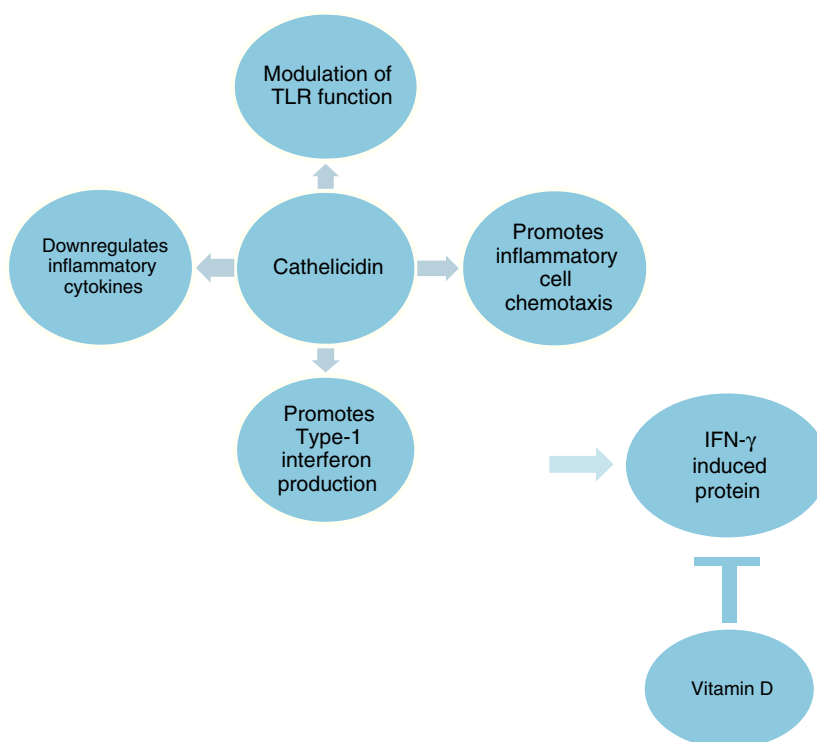 Modulation of
TLR function
Downregulates
inflammatory
cytokines
Cathelicidin
Promotes
inflammatory
cell
chemotaxis
Promotes
Type-1
interferon
production
IFN-γ
induced
protein
Vitamin D